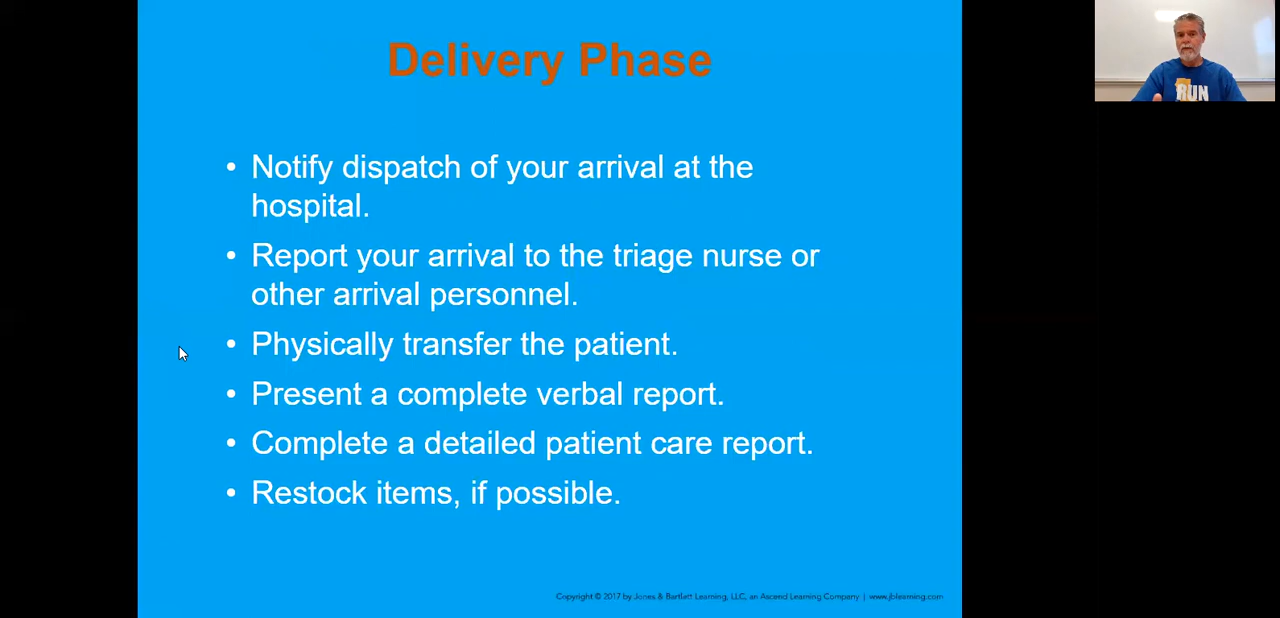 Delivery Phase
• Notify dispatch of your arrival at the
hospital.
• Report your arrival to the triage nurse or
other arrival personnel.
• Physically transfer the patient.
• Present a complete verbal report.
• Complete a detailed patient care report.
• Restock items, if possible.
Copyright © 2017 by Jones & Bartlett Learning, LLC, an Ascend Learning Company | www.jblearning.com
RUN